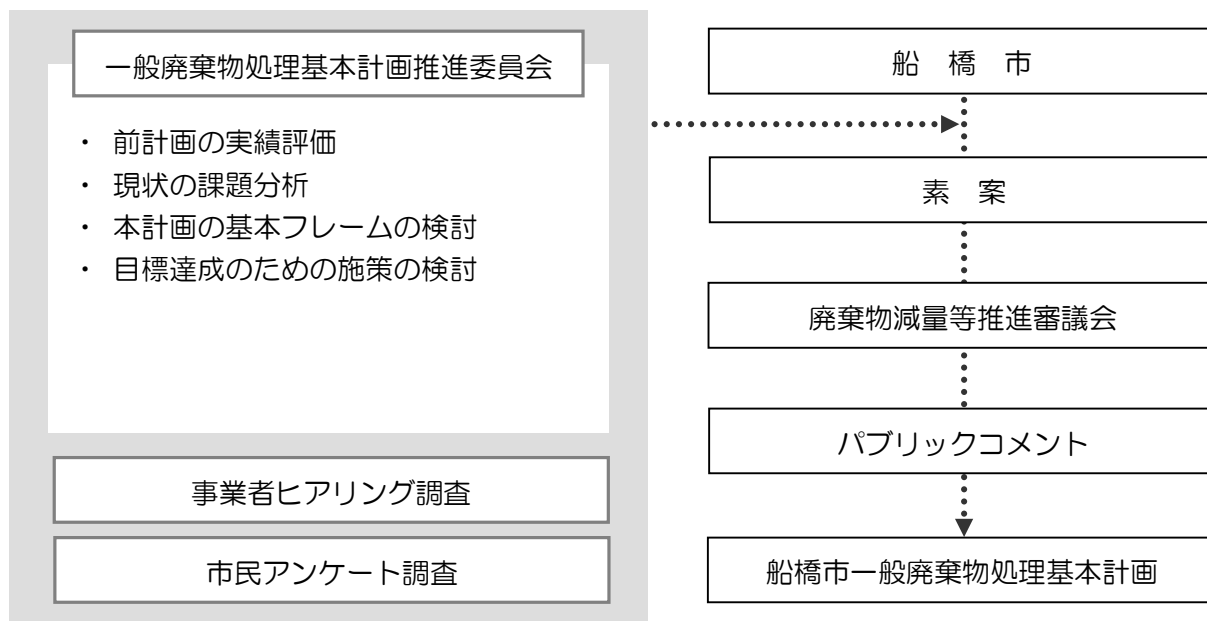 一般廃棄物処理基本計画推進委員会
・ 前計画の実績評価
・ 現状の課題分析
・ 本計画の基本フレームの検討
・ 目標達成のための施策の検討
事業者ヒアリング調査
市民アンケート調査
船 橋 市
素 案
廃棄物減量等推進審議会
パブリックコメント
船橋市一般廃棄物処理基本計画